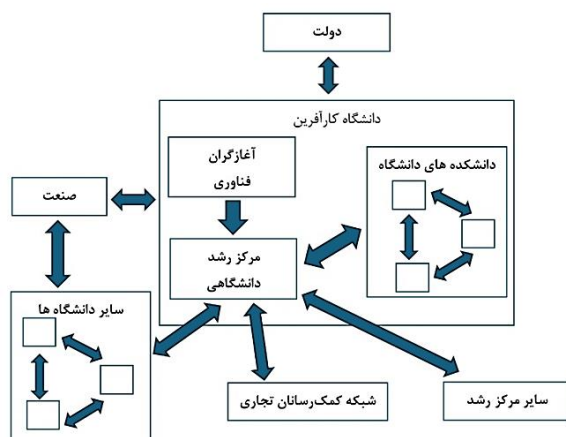 دولت
دانشگاه کارآفرین
آغازگران
فناوری
دانشکده های دانشگاه
صنعت
مرکز رشد
دانشگاهی
سایر دانشگاه ها
شبکه کمک‌رسانان تجاری
سایر مرکز رشد